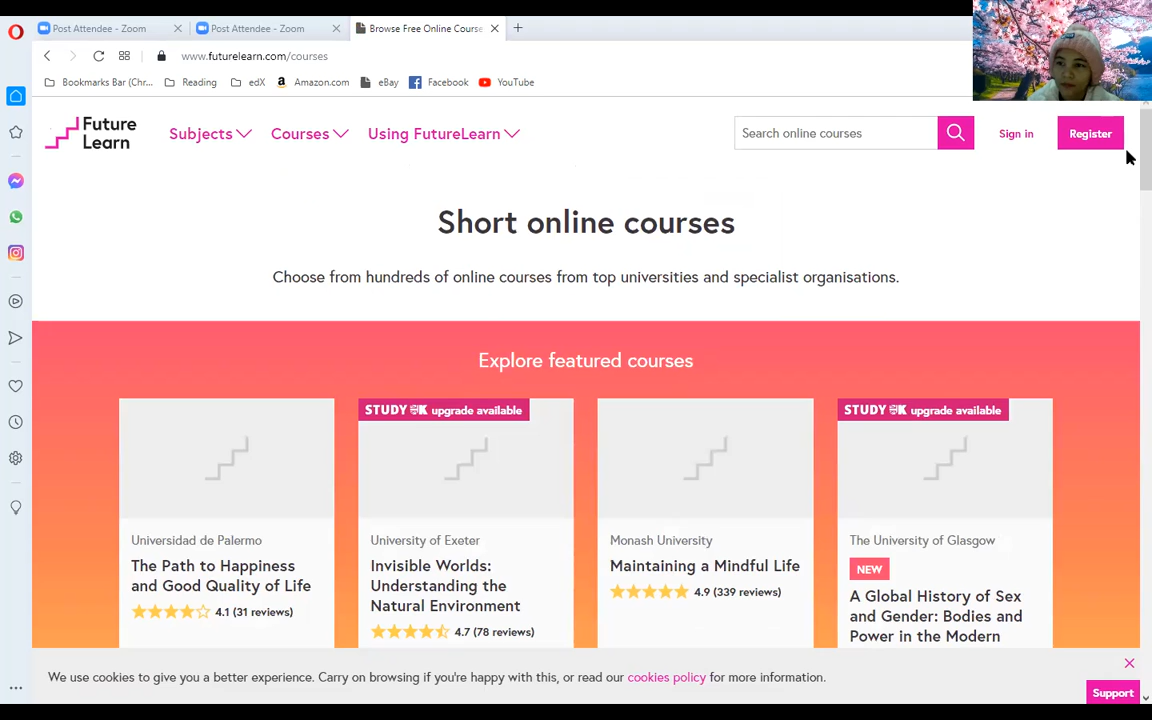 Post Attendee - Zoom
Post Attendee - Zoom
Browse Free Online Course
www.futurelearn.com/courses
Bookmarks Bar (Chr...
Reading
edX
Amazon.com
eBay
Facebook
YouTube
Future
Learn
Subjects
Courses
Using FutureLearn
Search online courses
Sign in
Register
Short online courses
Choose from hundreds of online courses from top universities and specialist organisations.
Explore featured courses
STUDY UK upgrade available
STUDY UK upgrade available
Universidad de Palermo
The Path to Happiness
and Good Quality of Life
4.1 (31 reviews)
University of Exeter
Invisible Worlds:
Understanding the
Natural Environment
4.7 (78 reviews)
Monash University
Maintaining a Mindful Life
4.9 (339 reviews)
The University of Glasgow
NEW
A Global History of Sex
and Gender: Bodies and
Power in the Modern
We use cookies to give you a better experience. Carry on browsing if you're happy with this, or read our cookies policy for more information.
Support